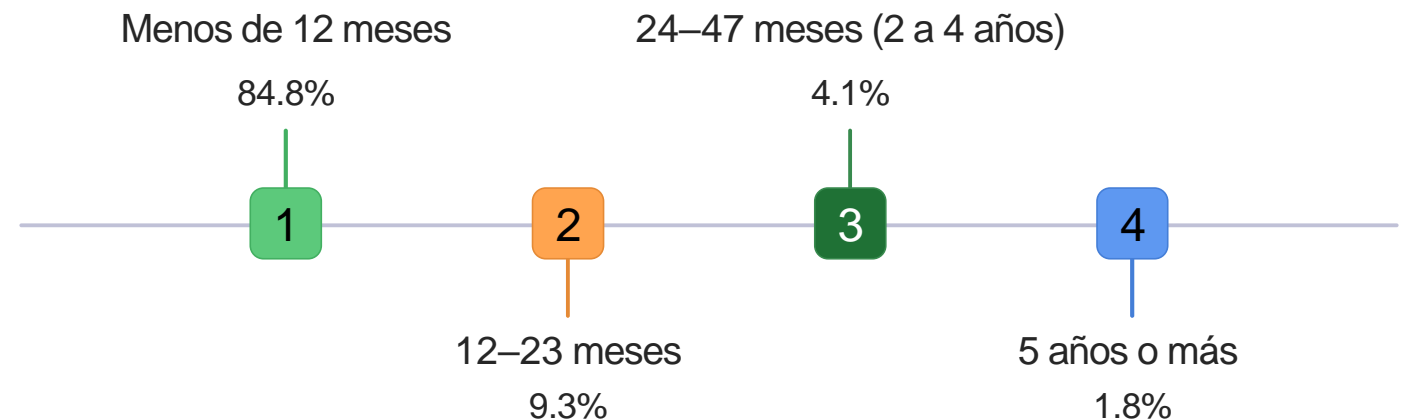 Menos de 12 meses
84.8%
1
2
12–23 meses
9.3%
24–47 meses (2 a 4 años)
4.1%
3
4
5 años o más
1.8%